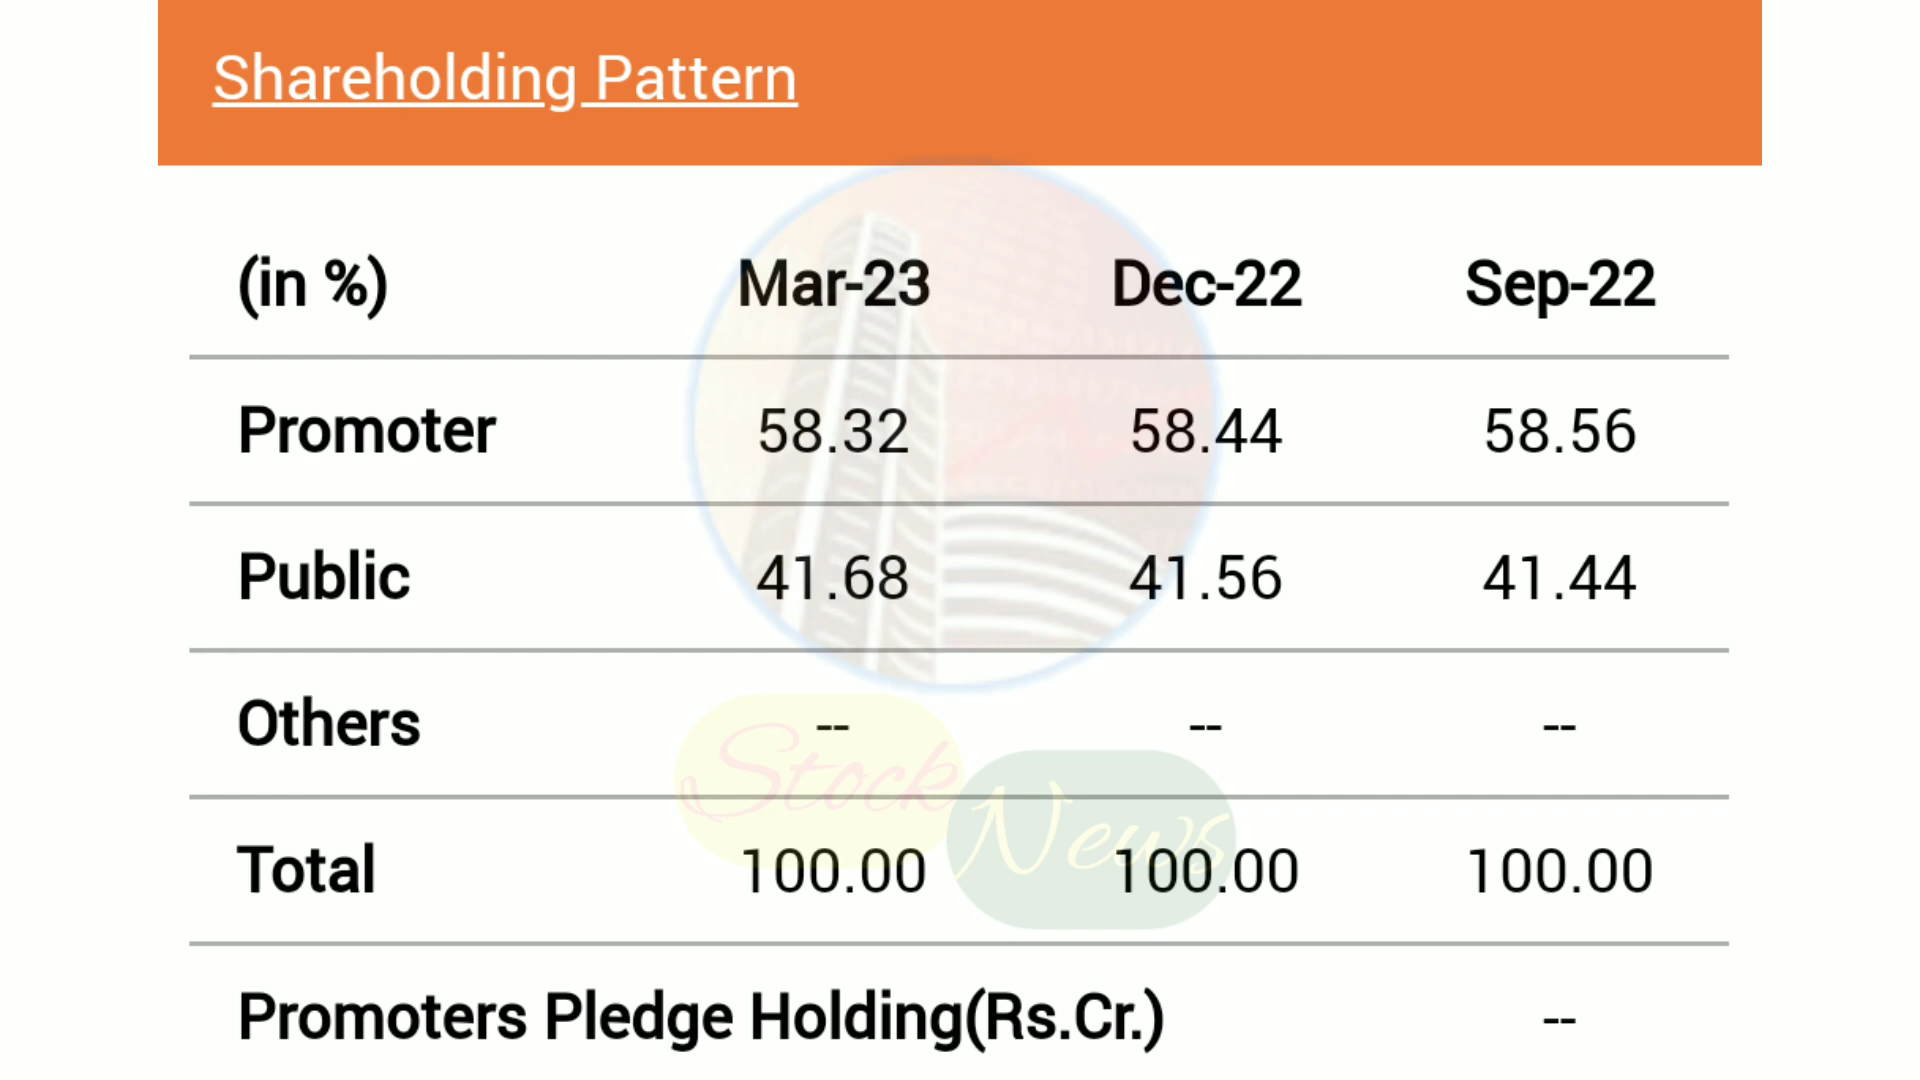 Shareholding Pattern
(in %) Mar-23 Dec-22 Sep-22
Promoter 58.32 58.44 58.56
Public 41.68 41.56 41.44
Others -- -- --
Stock
News
Total 100.00 100.00 100.00
Promoters Pledge Holding(Rs.Cr.) --